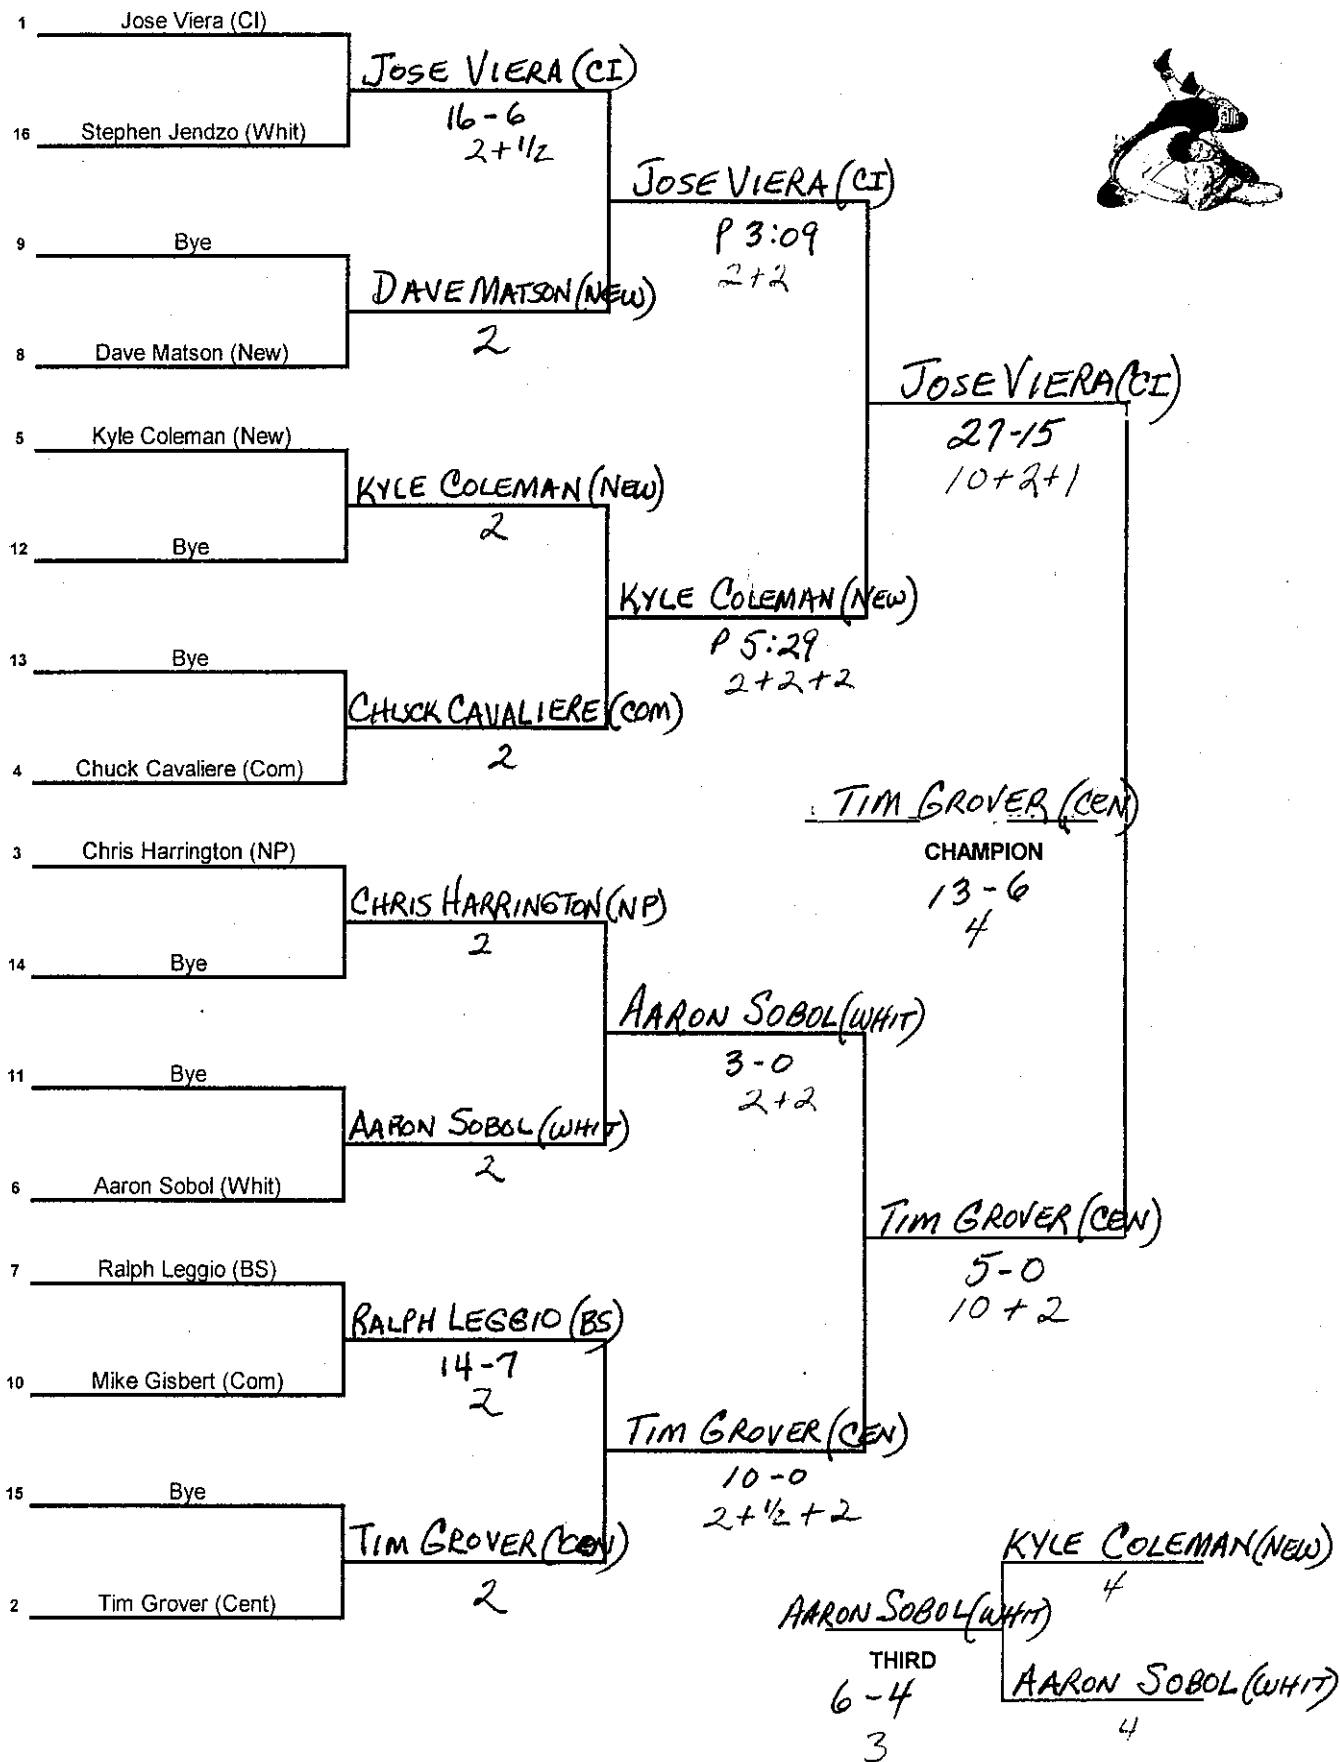 1 Jose Viera (CI)
16 Stephen Jendzo (Whit)
9 Bye
8 Dave Matson (New)
5 Kyle Coleman (New)
12 Bye
13 Bye
4 Chuck Cavaliere (Com)
3 Chris Harrington (NP)
14 Bye
11 Bye
6 Aaron Sobol (Whit)
7 Ralph Leggio (BS)
10 Mike Gisbert (Com)
15 Bye
2 Tim Grover (Cent)
JOSE VIERA (CI)
16-6
2+1/2
DAVE MATSON (NEW)
2
KYLE COLEMAN (NEW)
2
CHUCK CAVALIERE (COM)
2
CHRIS HARRINGTON (NP)
2
AARON SOBOL (WHIT)
2
RALPH LEGGIO (BS)
14-7
2
TIM GROVER (CEN)
2
JOSE VIERA (CI)
P 3:09
2+2
KYLE COLEMAN (NEW)
P 5:29
2+2+2
AARON SOBOL (WHIT)
3-0
2+2
TIM GROVER (CEN)
10-0
2+1/2+2
JOSE VIERA (CI)
27-15
10+2+1
TIM GROVER (CEN)
5-0
10+2
TIM GROVER (CEN)
CHAMPION
13-6
4
KYLE COLEMAN (NEW)
4
AARON SOBOL (WHIT)
4
AARON SOBOL (WHIT)
THIRD
6-4
3